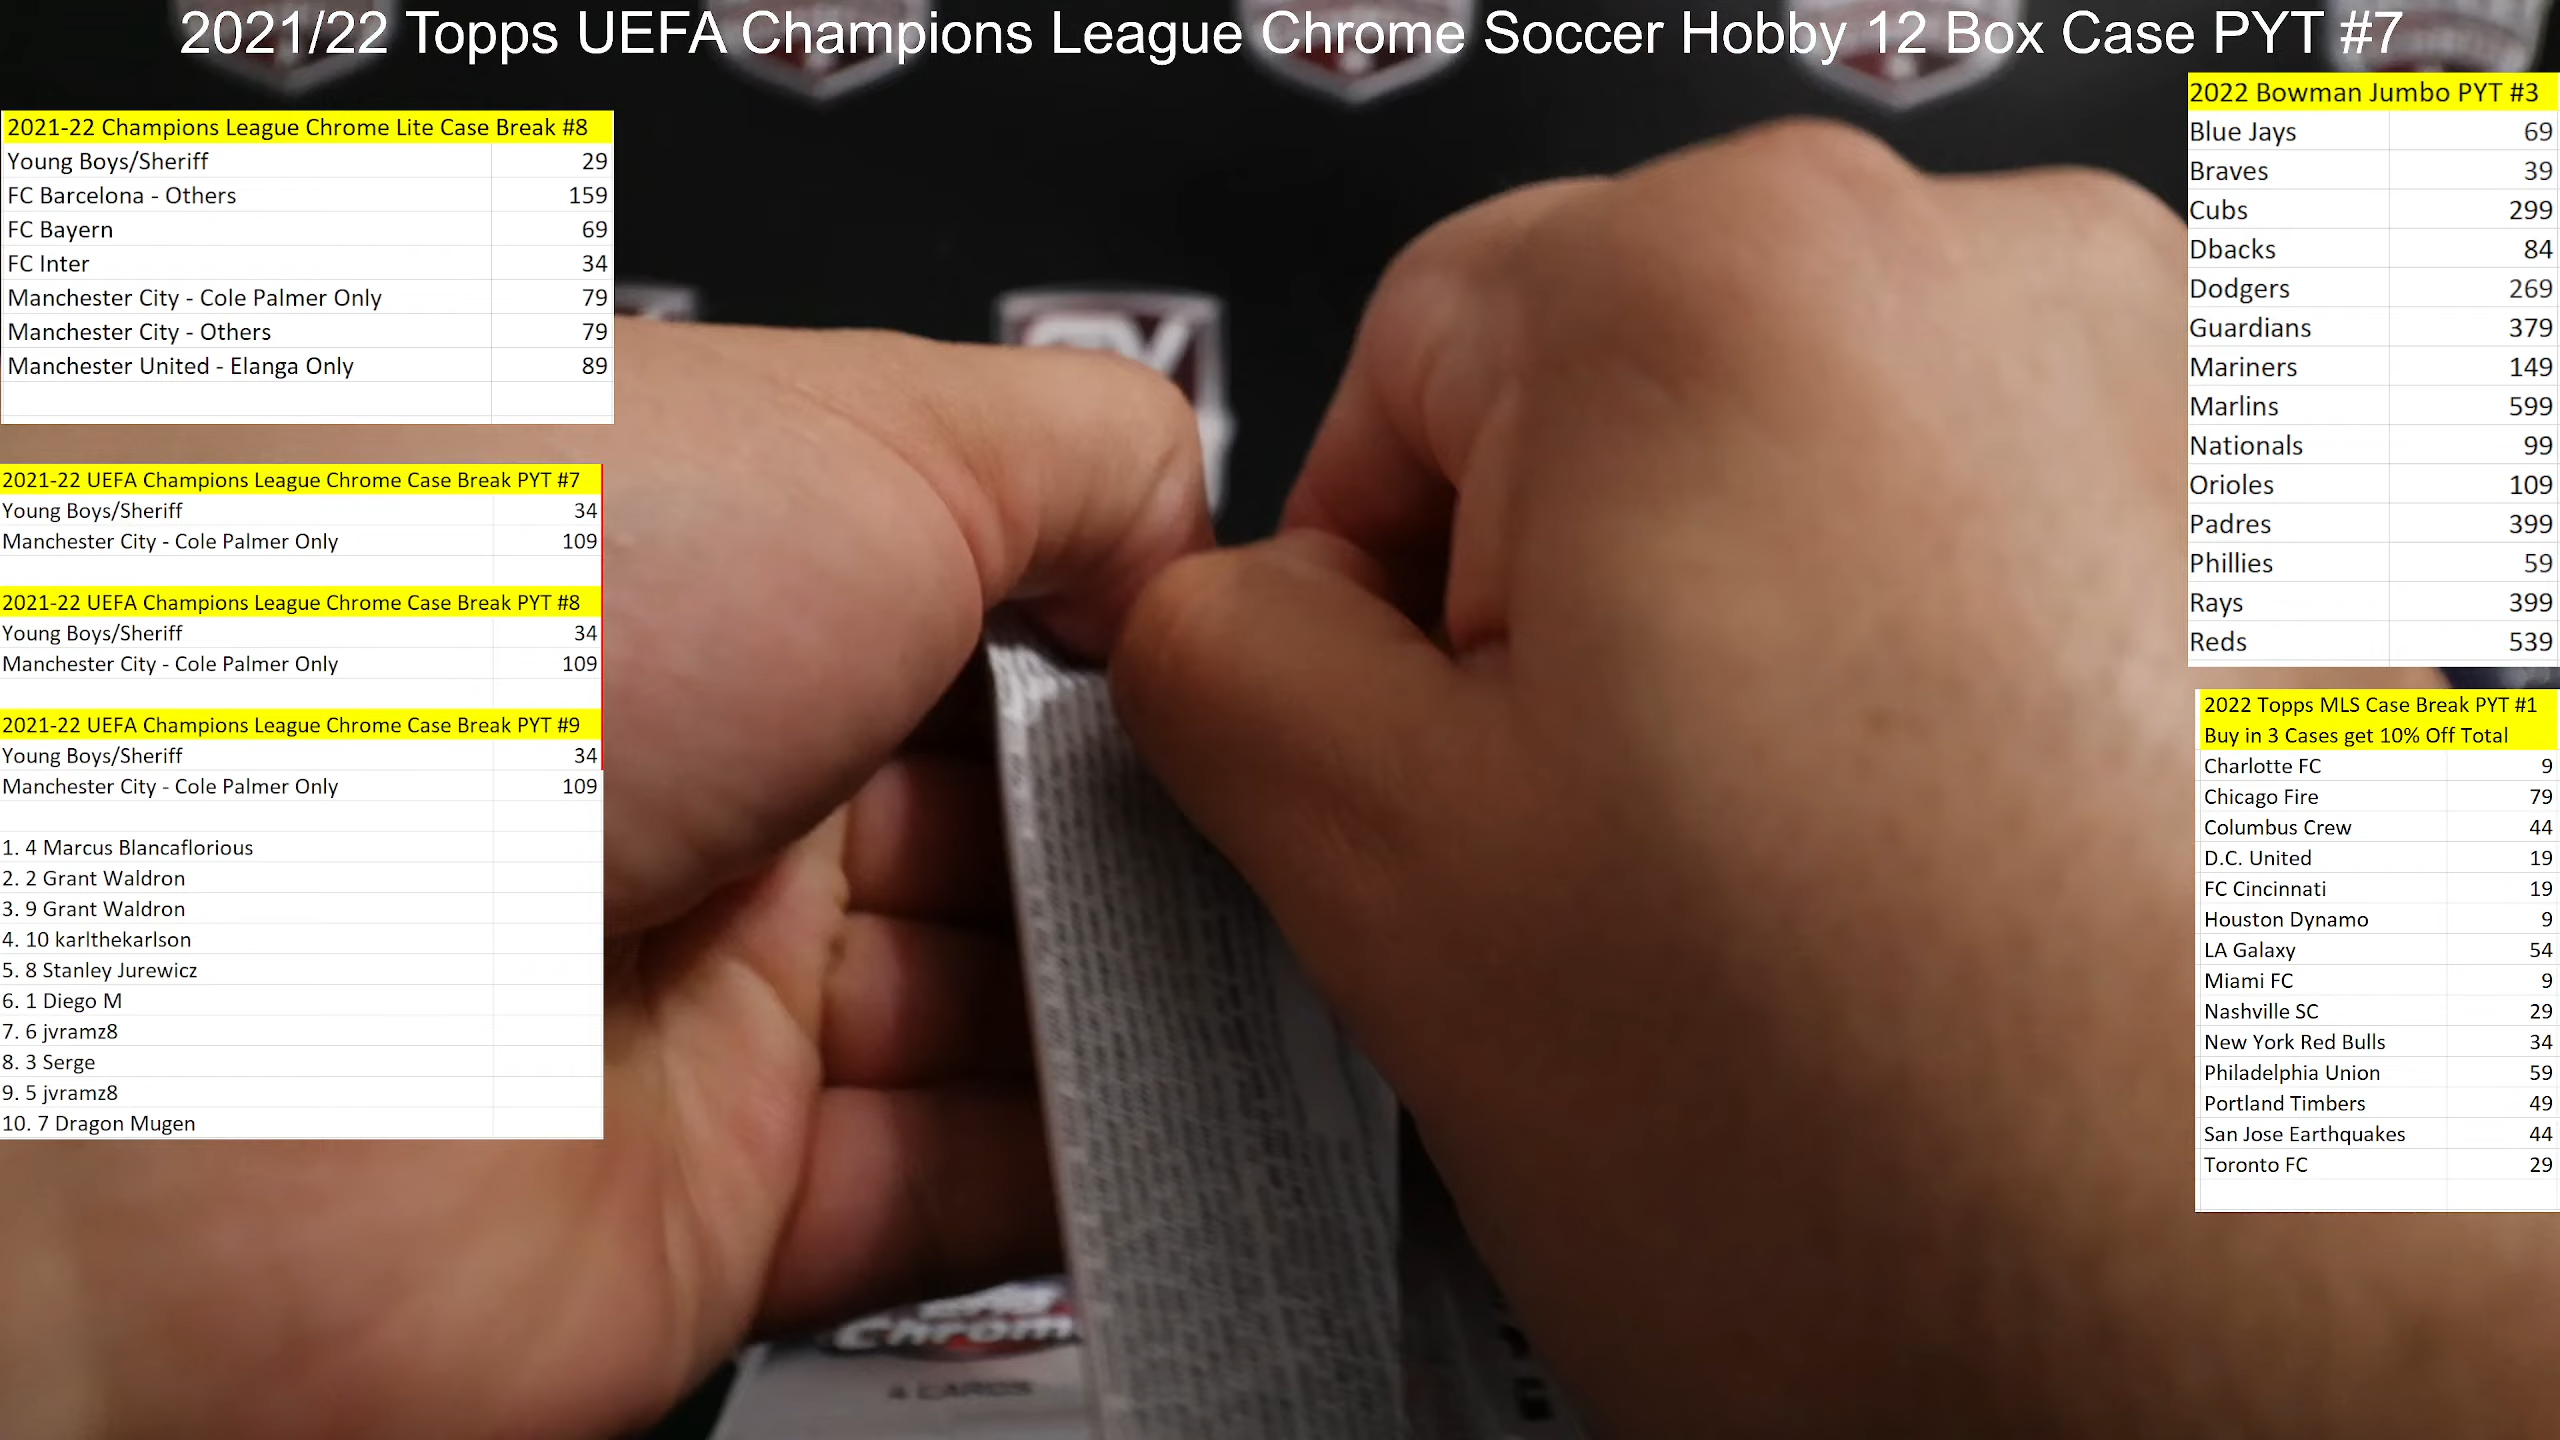 2021/22 Topps UEFA Champions League Chrome Soccer Hobby 12 Box Case PYT #7
2021-22 Champions League Chrome Lite Case Break #8
Young Boys/Sheriff 29
FC Barcelona - Others 159
FC Bayern 69
FC Inter 34
Manchester City - Cole Palmer Only 79
Manchester City - Others 79
Manchester United - Elanga Only 89
2021-22 UEFA Champions League Chrome Case Break PYT #7
Young Boys/Sheriff 34
Manchester City - Cole Palmer Only 109
2021-22 UEFA Champions League Chrome Case Break PYT #8
Young Boys/Sheriff 34
Manchester City - Cole Palmer Only 109
2021-22 UEFA Champions League Chrome Case Break PYT #9
Young Boys/Sheriff 34
Manchester City - Cole Palmer Only 109
1. 4 Marcus Blancaflorious
2. 2 Grant Waldron
3. 9 Grant Waldron
4. 10 karlthekarlson
5. 8 Stanley Jurewicz
6. 1 Diego M
7. 6 jvramz8
8. 3 Serge
9. 5 jvramz8
10. 7 Dragon Mugen
2022 Bowman Jumbo PYT #3
Blue Jays 69
Braves 39
Cubs 299
Dbacks 84
Dodgers 269
Guardians 379
Mariners 149
Marlins 599
Nationals 99
Orioles 109
Padres 399
Phillies 59
Rays 399
Reds 539
2022 Topps MLS Case Break PYT #1
Buy in 3 Cases get 10% Off Total
Charlotte FC 9
Chicago Fire 79
Columbus Crew 44
D.C. United 19
FC Cincinnati 19
Houston Dynamo 9
LA Galaxy 54
Miami FC 9
Nashville SC 29
New York Red Bulls 34
Philadelphia Union 59
Portland Timbers 49
San Jose Earthquakes 44
Toronto FC 29
Chrome
4 CARDS